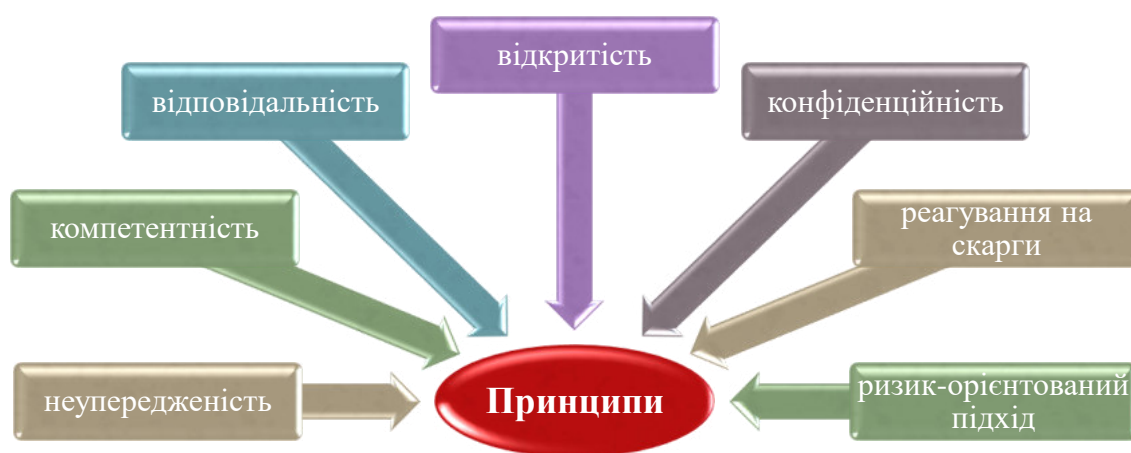 відкритість
відповідальність
конфіденційність
компетентність
реагування на
скарги
неупередженість
Принципи
ризик-орієнтований
підхід